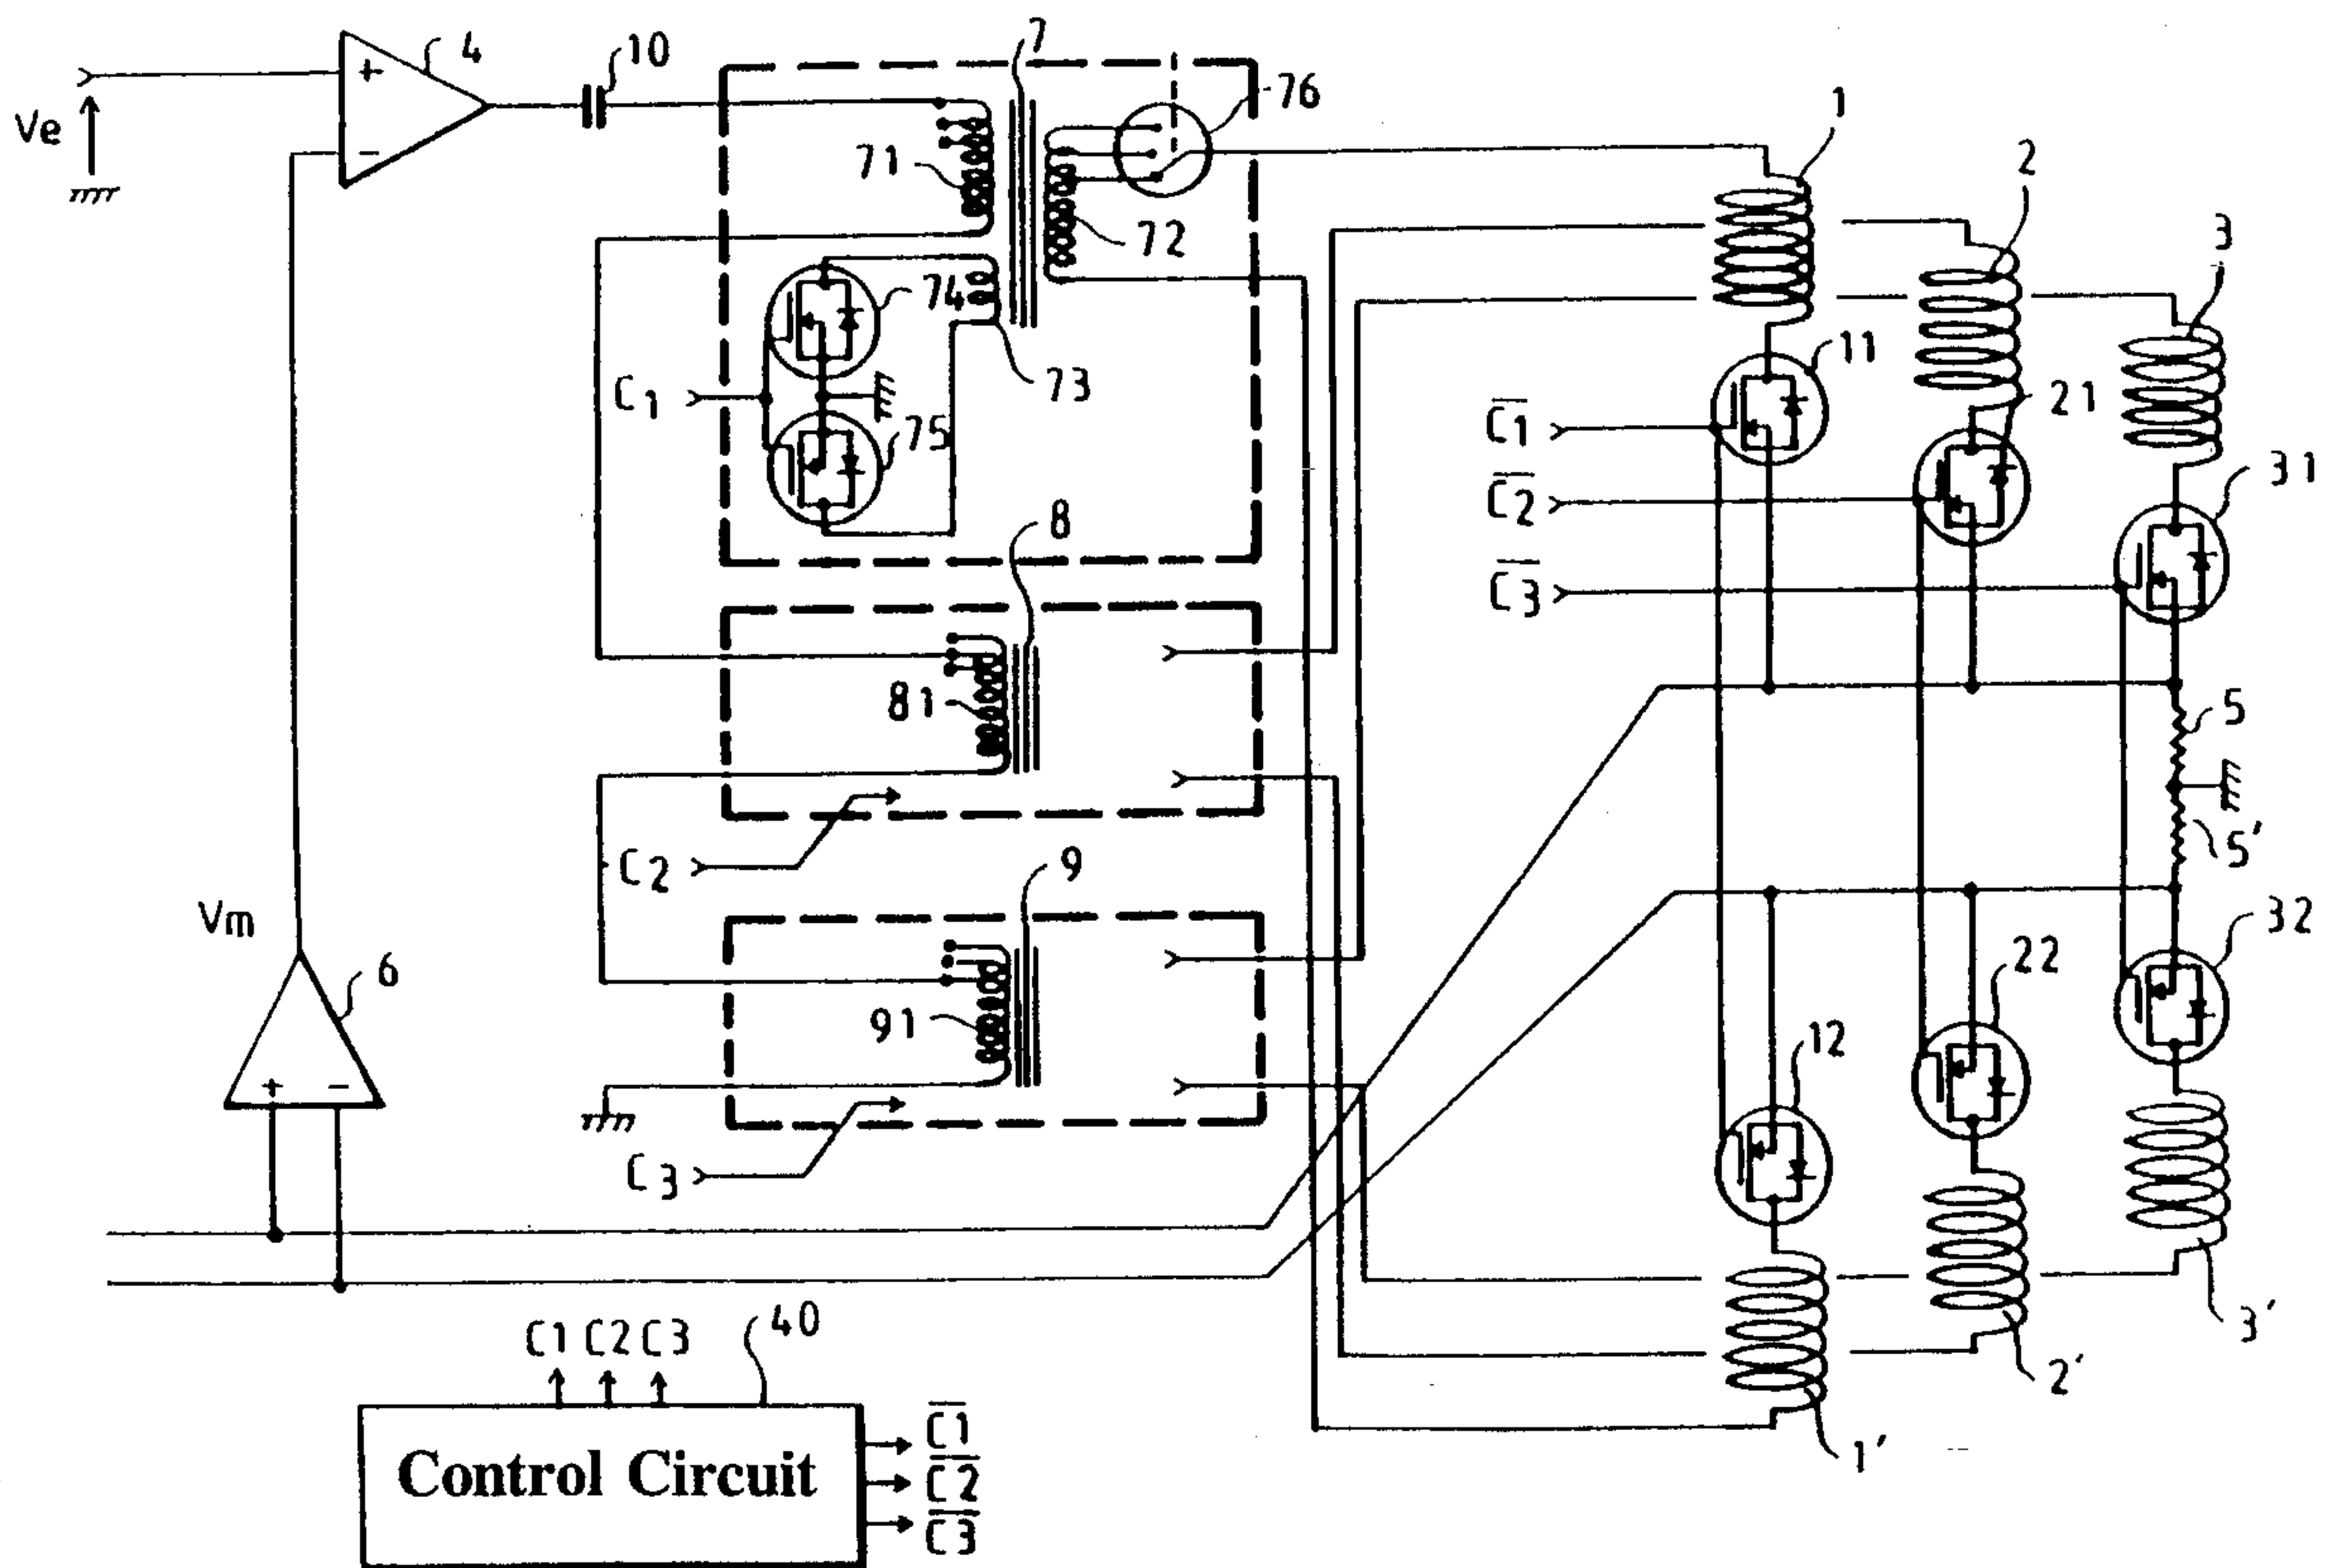 4
10
7
76
Ve
+
-
71
72
74
73
75
C1
1
2
3
11
21
31
C̅1̅
C̅2̅
C̅3̅
8
81
C2
5
5'
9
91
C3
Vm
6
+ -
32
22
12
3'
2'
1'
C1 C2 C3
40
Control Circuit
C̅1̅
C̅2̅
C̅3̅